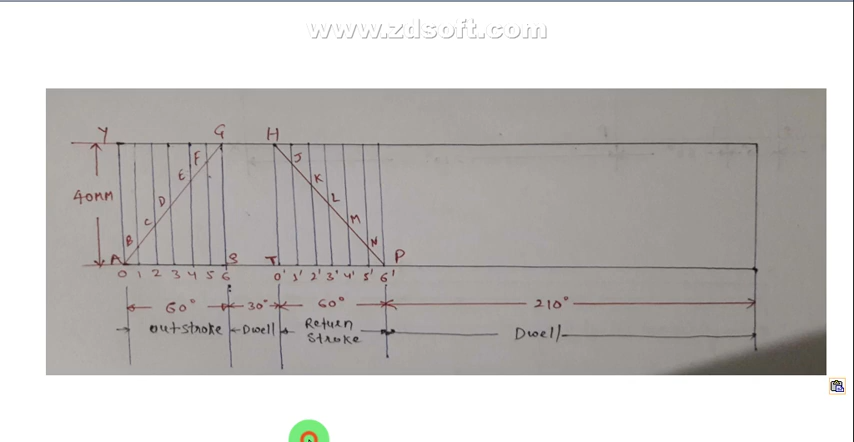 www.zdsoft.com
Y G H
F J
E K
40MM D L
C M
B N
A S T P
0 1 2 3 4 5 6 0' 1' 2' 3' 4' 5' 6'
60° 30° 60° 210°
outstroke Dwell Return Dwell
Stroke